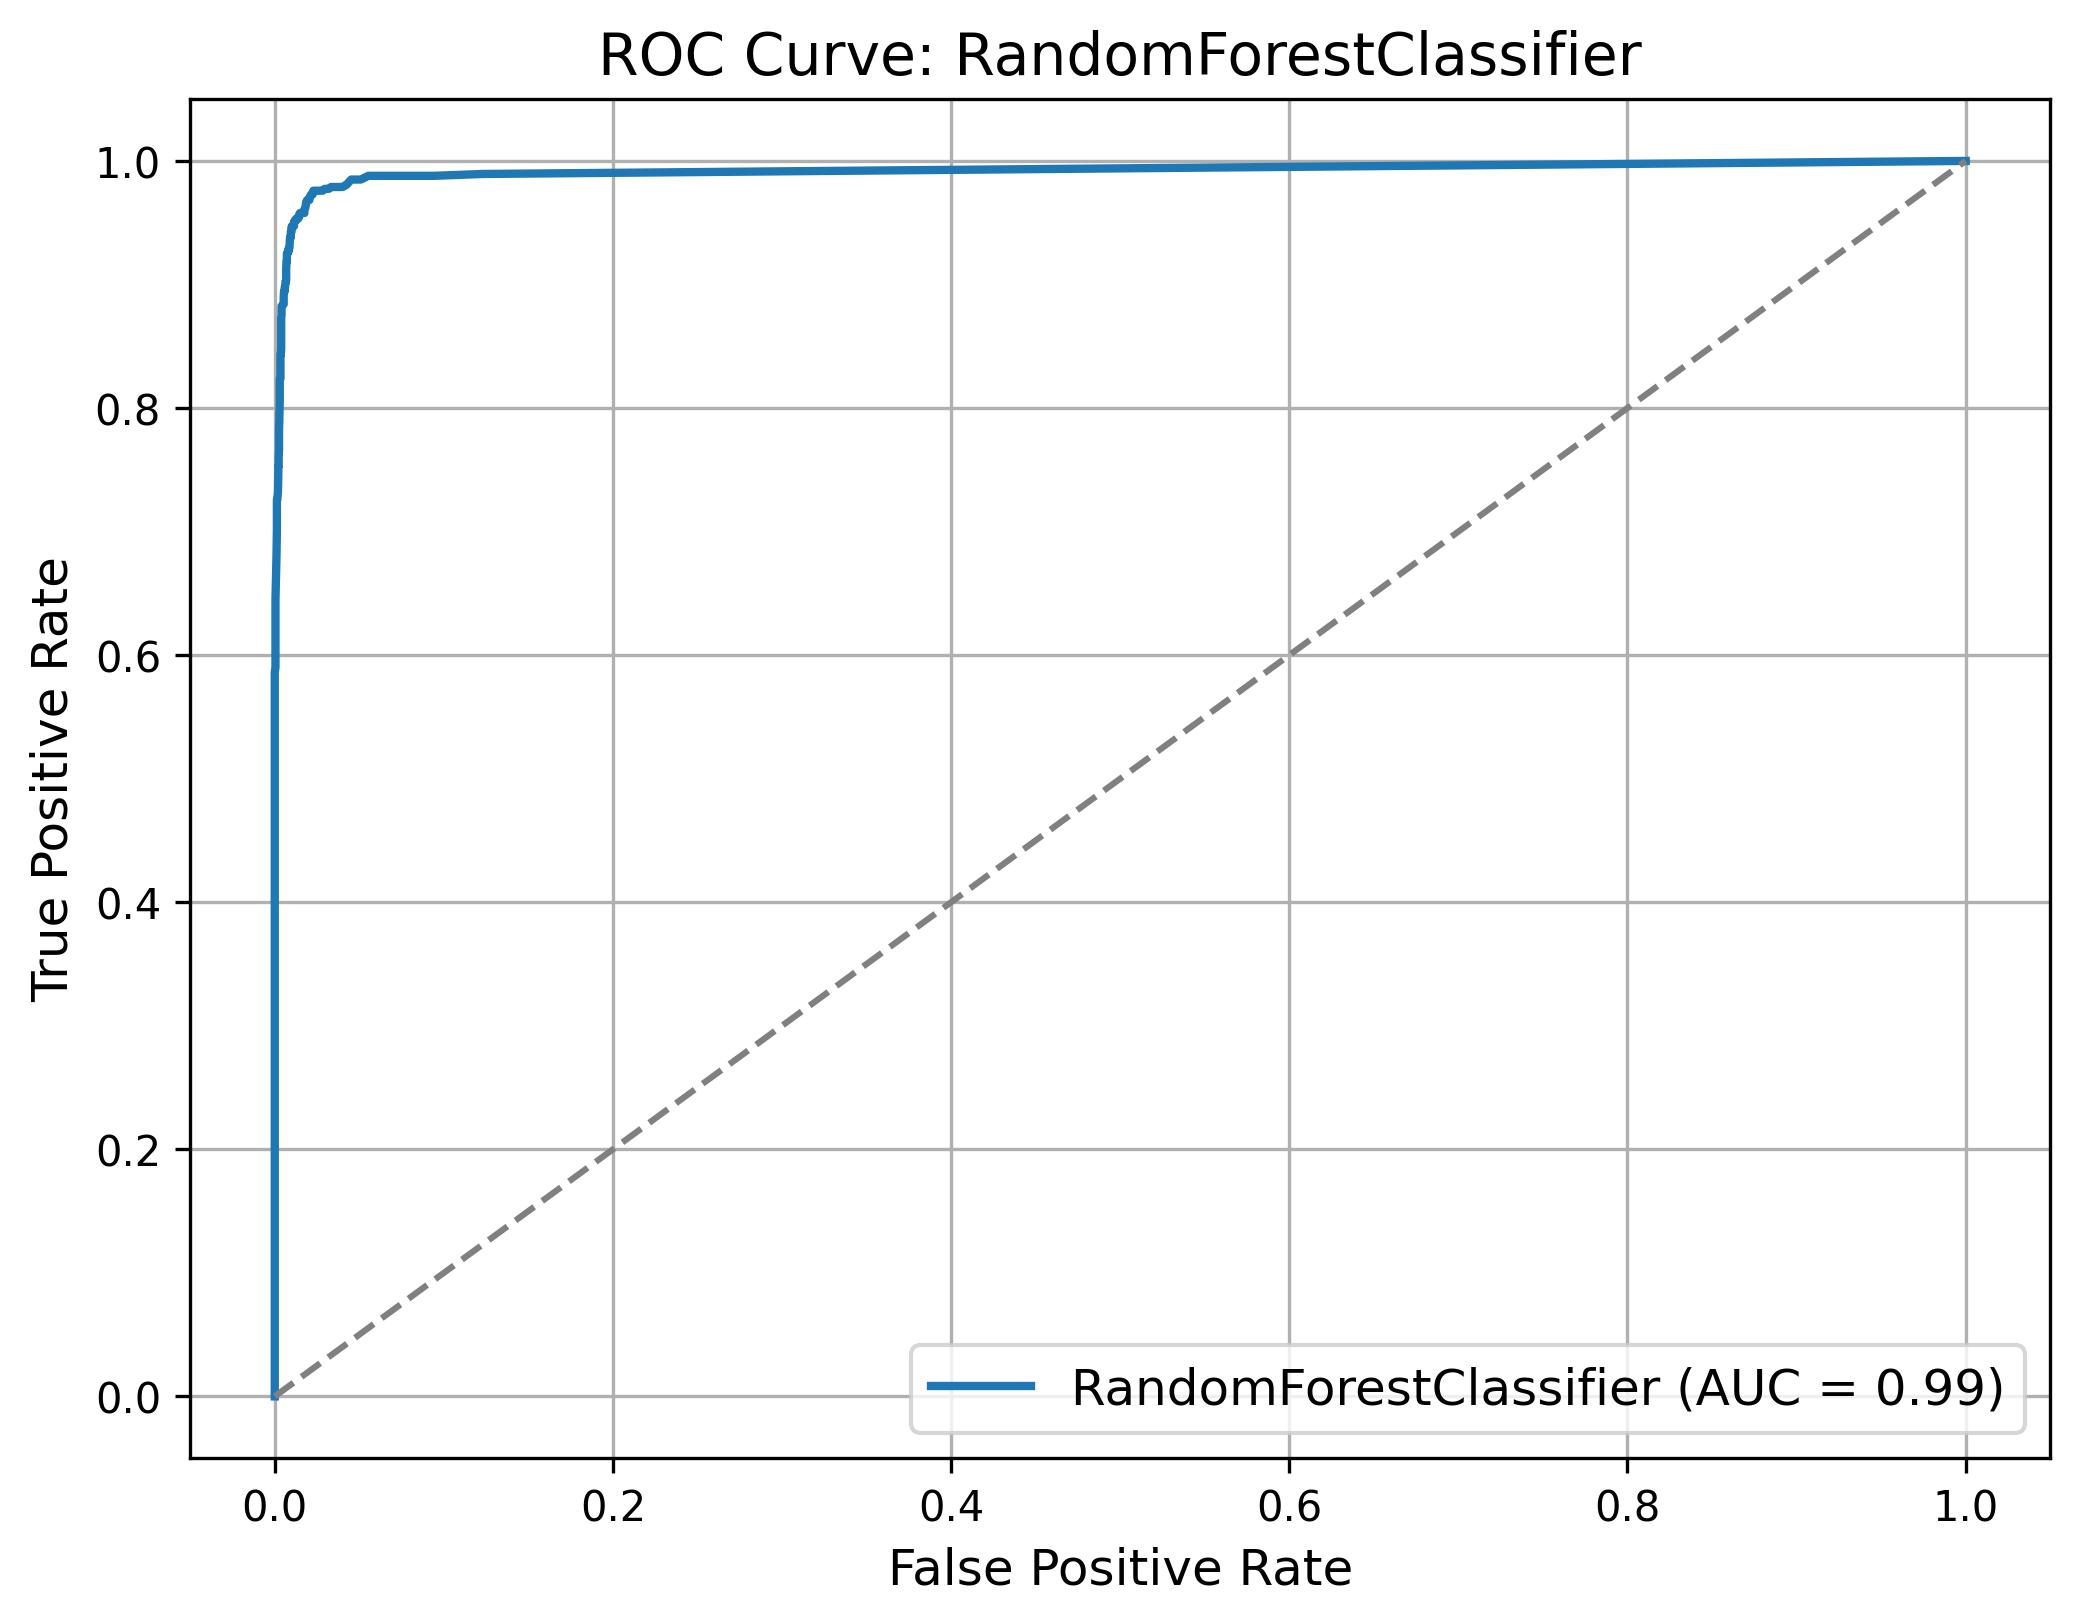 ROC Curve: RandomForestClassifier
True Positive Rate
1.0
0.8
0.6
0.4
0.2
0.0
RandomForestClassifier (AUC = 0.99)
0.0 0.2 0.4 0.6 0.8 1.0
False Positive Rate